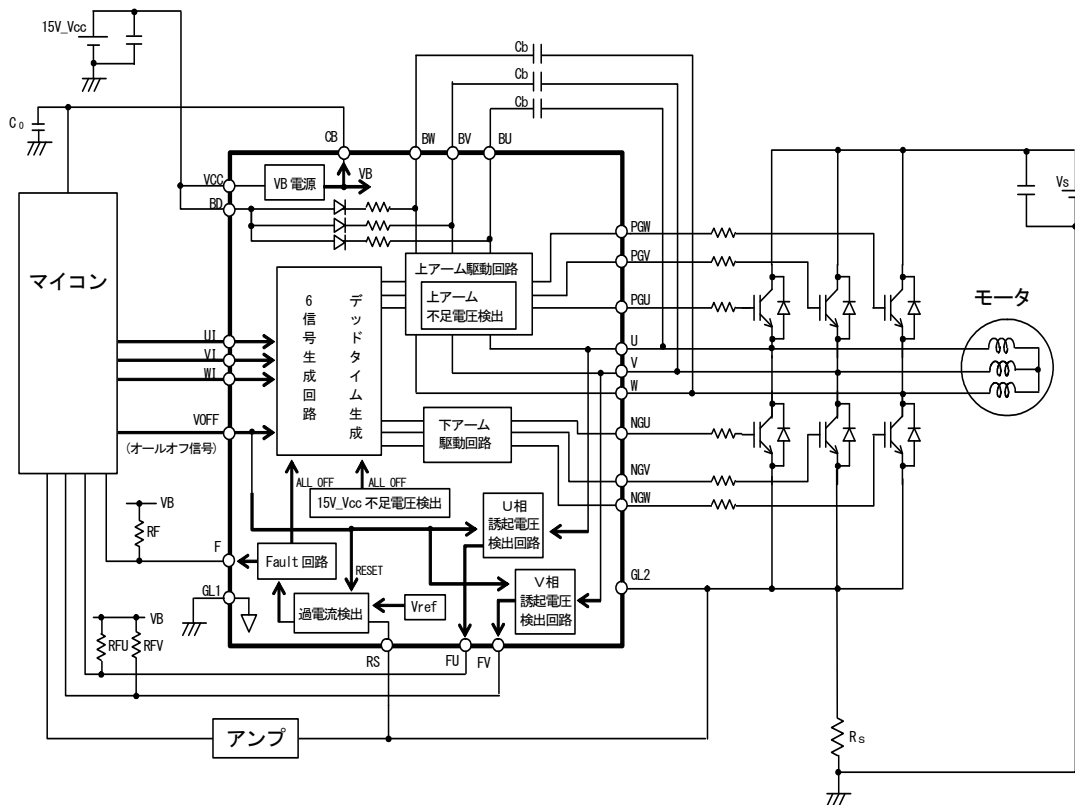 15V_Vcc
Cb
Cb
Cb
C₀
CB
BW
BV
BU
VCC
VB 電源
VB
BD
Vs
PGW
PGV
PGU
上アーム駆動回路
上アーム
不足電圧検出
マイコン
6信号生成回路
デッドタイム生成
モータ
UI
VI
WI
U
V
W
VOFF
(オールオフ信号)
下アーム
駆動回路
NGU
NGV
NGW
ALL OFF
ALL OFF
15V_Vcc 不足電圧検出
U相
誘起電圧
検出回路
VB
RF
F
Fault 回路
RESET
V相
誘起電圧
検出回路
GL2
GL1
過電流検出
Vref
VB
RFU
RFV
RS
FU
FV
アンプ
Rs